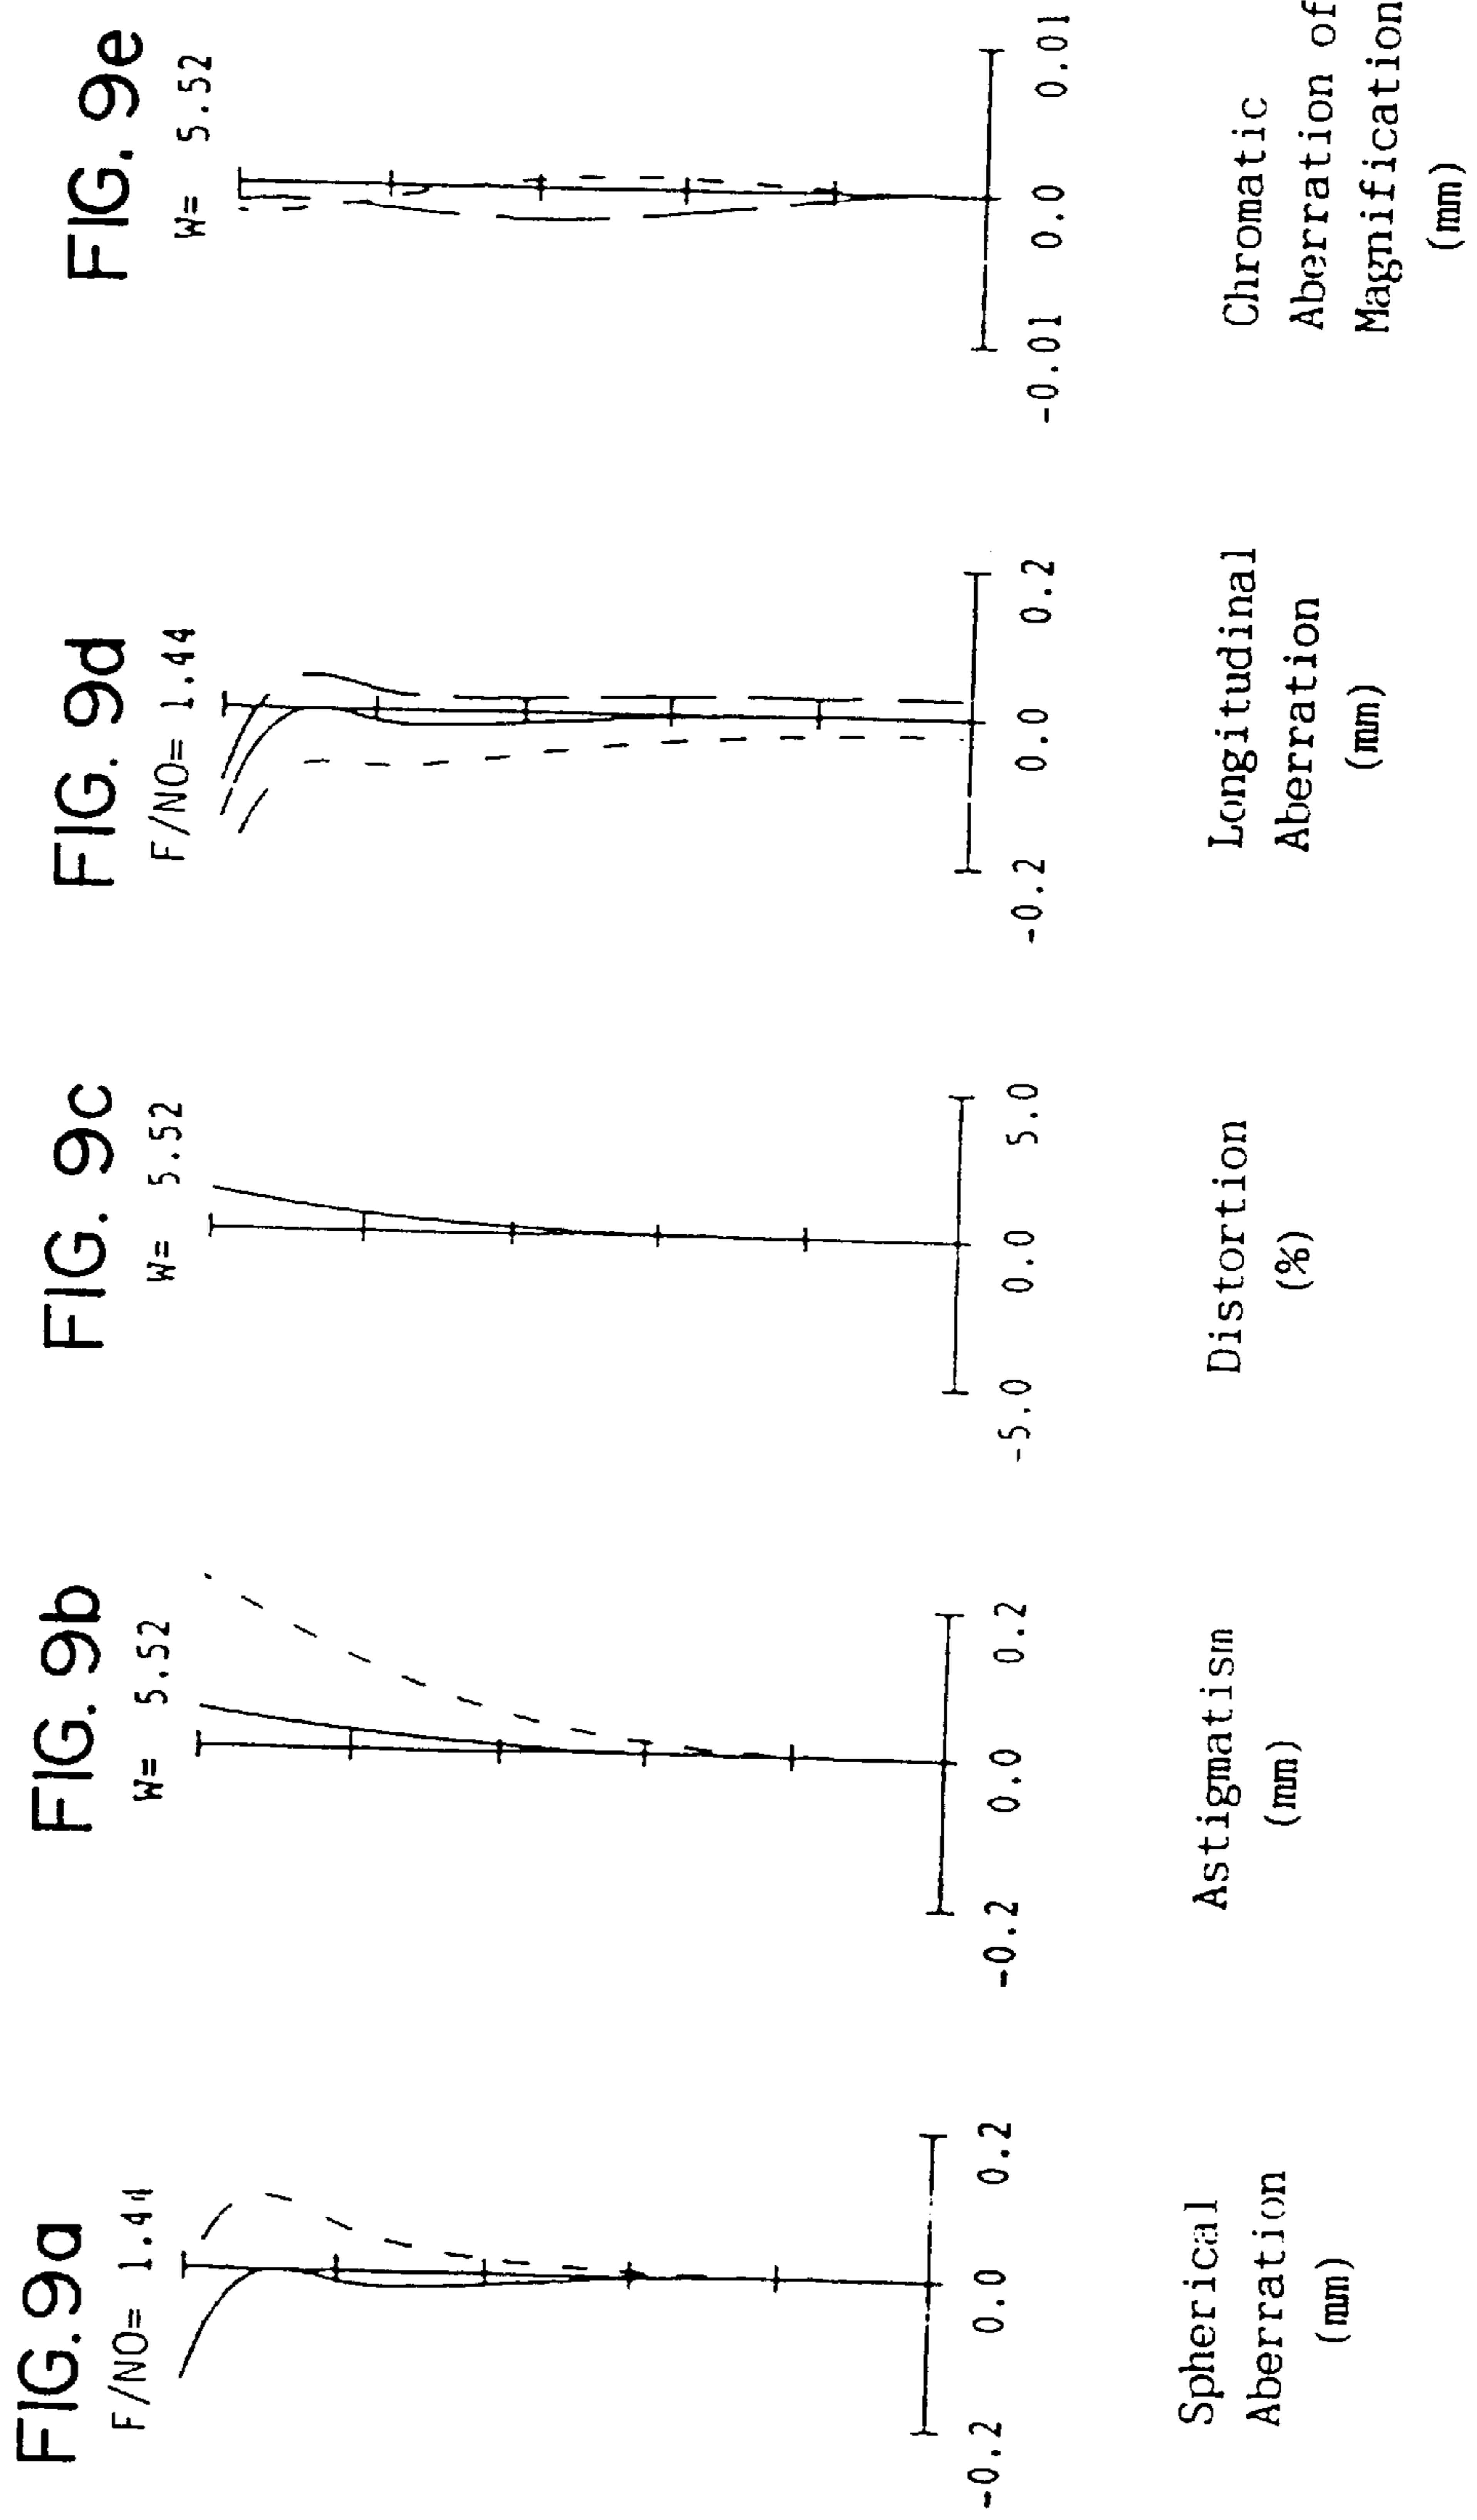 FIG.9a
F/NO= 1.44
-0.2 0.0 0.2
Spherical
Aberration
(mm)
FIG. 9b
W= 5.52
-0.2 0.0 0.2
Astigmatism
(mm)
FIG. 9c
W= 5.52
-5.0 0.0 5.0
Distortion
(%)
FIG. 9d
F/NO= 1.44
-0.2 0.0 0.2
Longitudinal
Aberration
(mm)
FIG. 9e
W= 5.52
-0.01 0.0 0.01
Chromatic
Aberration of
Magnification
(mm)